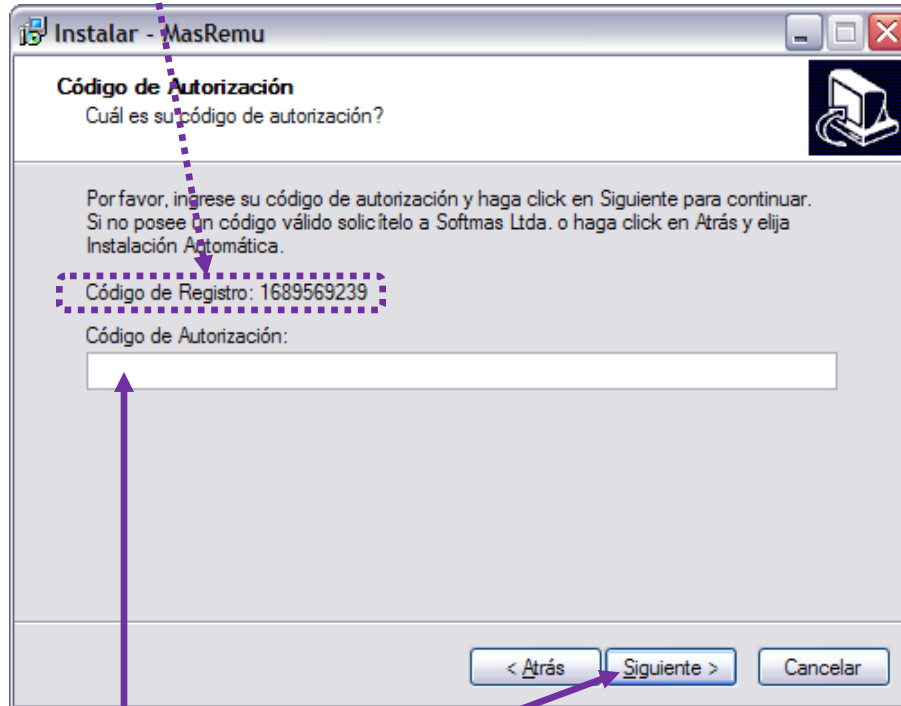 Instalar - MasRemu
Código de Autorización
Cuál es su código de autorización?
Por favor, ingrese su código de autorización y haga click en Siguiente para continuar.
Si no posee un código válido solicítelo a Softmas Ltda. o haga click en Atrás y elija
Instalación Automática.
Código de Registro: 1689569239
Código de Autorización:
< Atrás
Siguiente >
Cancelar